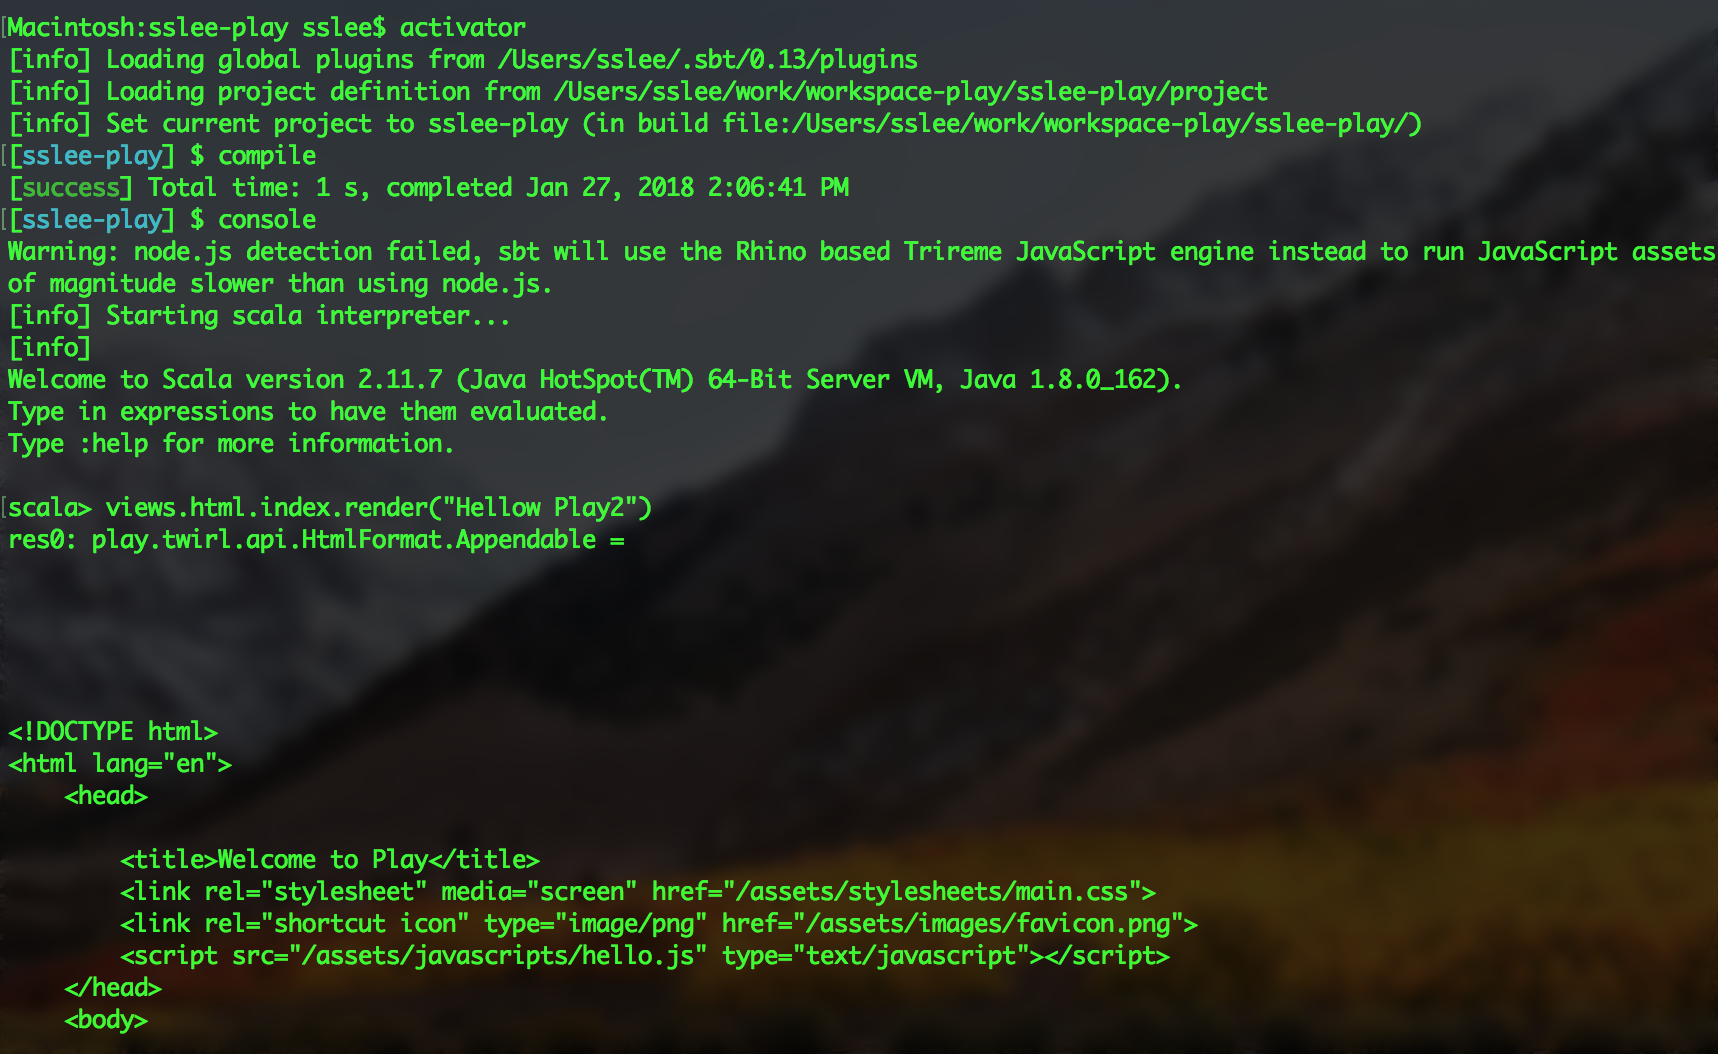 Macintosh:sslee-play sslee$ activator
[info] Loading global plugins from /Users/sslee/.sbt/0.13/plugins
[info] Loading project definition from /Users/sslee/work/workspace-play/sslee-play/project
[info] Set current project to sslee-play (in build file:/Users/sslee/work/workspace-play/sslee-play/)
[sslee-play] $ compile
[success] Total time: 1 s, completed Jan 27, 2018 2:06:41 PM
[sslee-play] $ console
Warning: node.js detection failed, sbt will use the Rhino based Trireme JavaScript engine instead to run JavaScript assets
of magnitude slower than using node.js.
[info] Starting scala interpreter...
[info]
Welcome to Scala version 2.11.7 (Java HotSpot(TM) 64-Bit Server VM, Java 1.8.0_162).
Type in expressions to have them evaluated.
Type :help for more information.
scala> views.html.index.render("Hellow Play2")
res0: play.twirl.api.HtmlFormat.Appendable =
<!DOCTYPE html>
<html lang="en">
    <head>
        <title>Welcome to Play</title>
        <link rel="stylesheet" media="screen" href="/assets/stylesheets/main.css">
        <link rel="shortcut icon" type="image/png" href="/assets/images/favicon.png">
        <script src="/assets/javascripts/hello.js" type="text/javascript"></script>
    </head>
    <body>